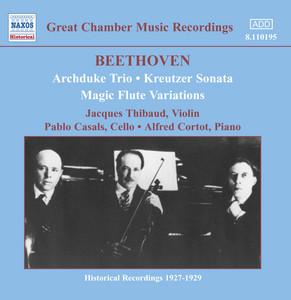 NAXOS
Historical
Great Chamber Music Recordings
ADD
8.110195
BEETHOVEN
Archduke Trio • Kreutzer Sonata
Magic Flute Variations
Jacques Thibaud, Violin
Pablo Casals, Cello • Alfred Cortot, Piano
Historical Recordings 1927-1929